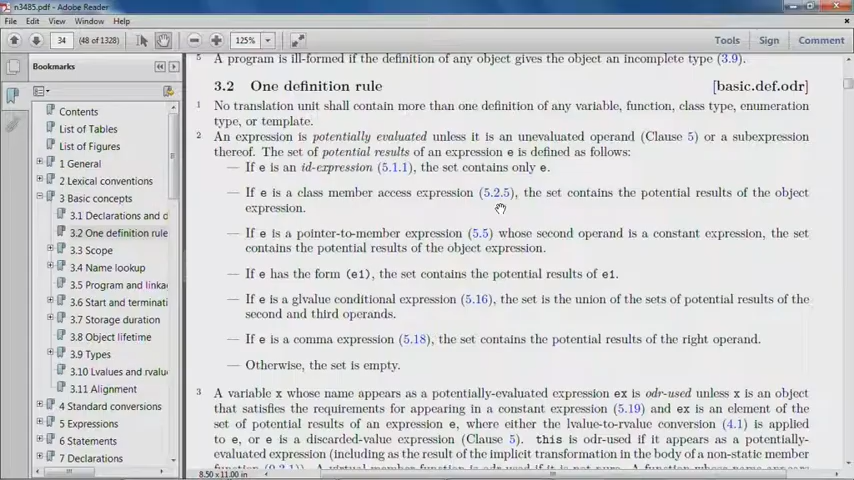 n3485.pdf - Adobe Reader
File Edit View Window Help
34 (48 of 1328) 125% Tools Sign Comment
Bookmarks
Contents
List of Tables
List of Figures
1 General
2 Lexical conventions
3 Basic concepts
3.1 Declarations and d
3.2 One definition rule
3.3 Scope
3.4 Name lookup
3.5 Program and linka
3.6 Start and terminati
3.7 Storage duration
3.8 Object lifetime
3.9 Types
3.10 Lvalues and rvalu
3.11 Alignment
4 Standard conversions
5 Expressions
6 Statements
7 Declarations
5 A program is ill-formed if the definition of any object gives the object an incomplete type (3.9).
3.2 One definition rule [basic.def.odr]
1 No translation unit shall contain more than one definition of any variable, function, class type, enumeration
type, or template.
2 An expression is potentially evaluated unless it is an unevaluated operand (Clause 5) or a subexpression
thereof. The set of potential results of an expression e is defined as follows:
— If e is an id-expression (5.1.1), the set contains only e.
— If e is a class member access expression (5.2.5), the set contains the potential results of the object
expression.
— If e is a pointer-to-member expression (5.5) whose second operand is a constant expression, the set
contains the potential results of the object expression.
— If e has the form (e1), the set contains the potential results of e1.
— If e is a glvalue conditional expression (5.16), the set is the union of the sets of potential results of the
second and third operands.
— If e is a comma expression (5.18), the set contains the potential results of the right operand.
— Otherwise, the set is empty.
3 A variable x whose name appears as a potentially-evaluated expression ex is odr-used unless x is an object
that satisfies the requirements for appearing in a constant expression (5.19) and ex is an element of the
set of potential results of an expression e, where either the lvalue-to-rvalue conversion (4.1) is applied
to e, or e is a discarded-value expression (Clause 5). this is odr-used if it appears as a potentially-
evaluated expression (including as the result of the implicit transformation in the body of a non-static member
function (9.3.1)). A virtual member function is odr-used if it is not pure. A function whose name appears
8.50 x 11.00 in